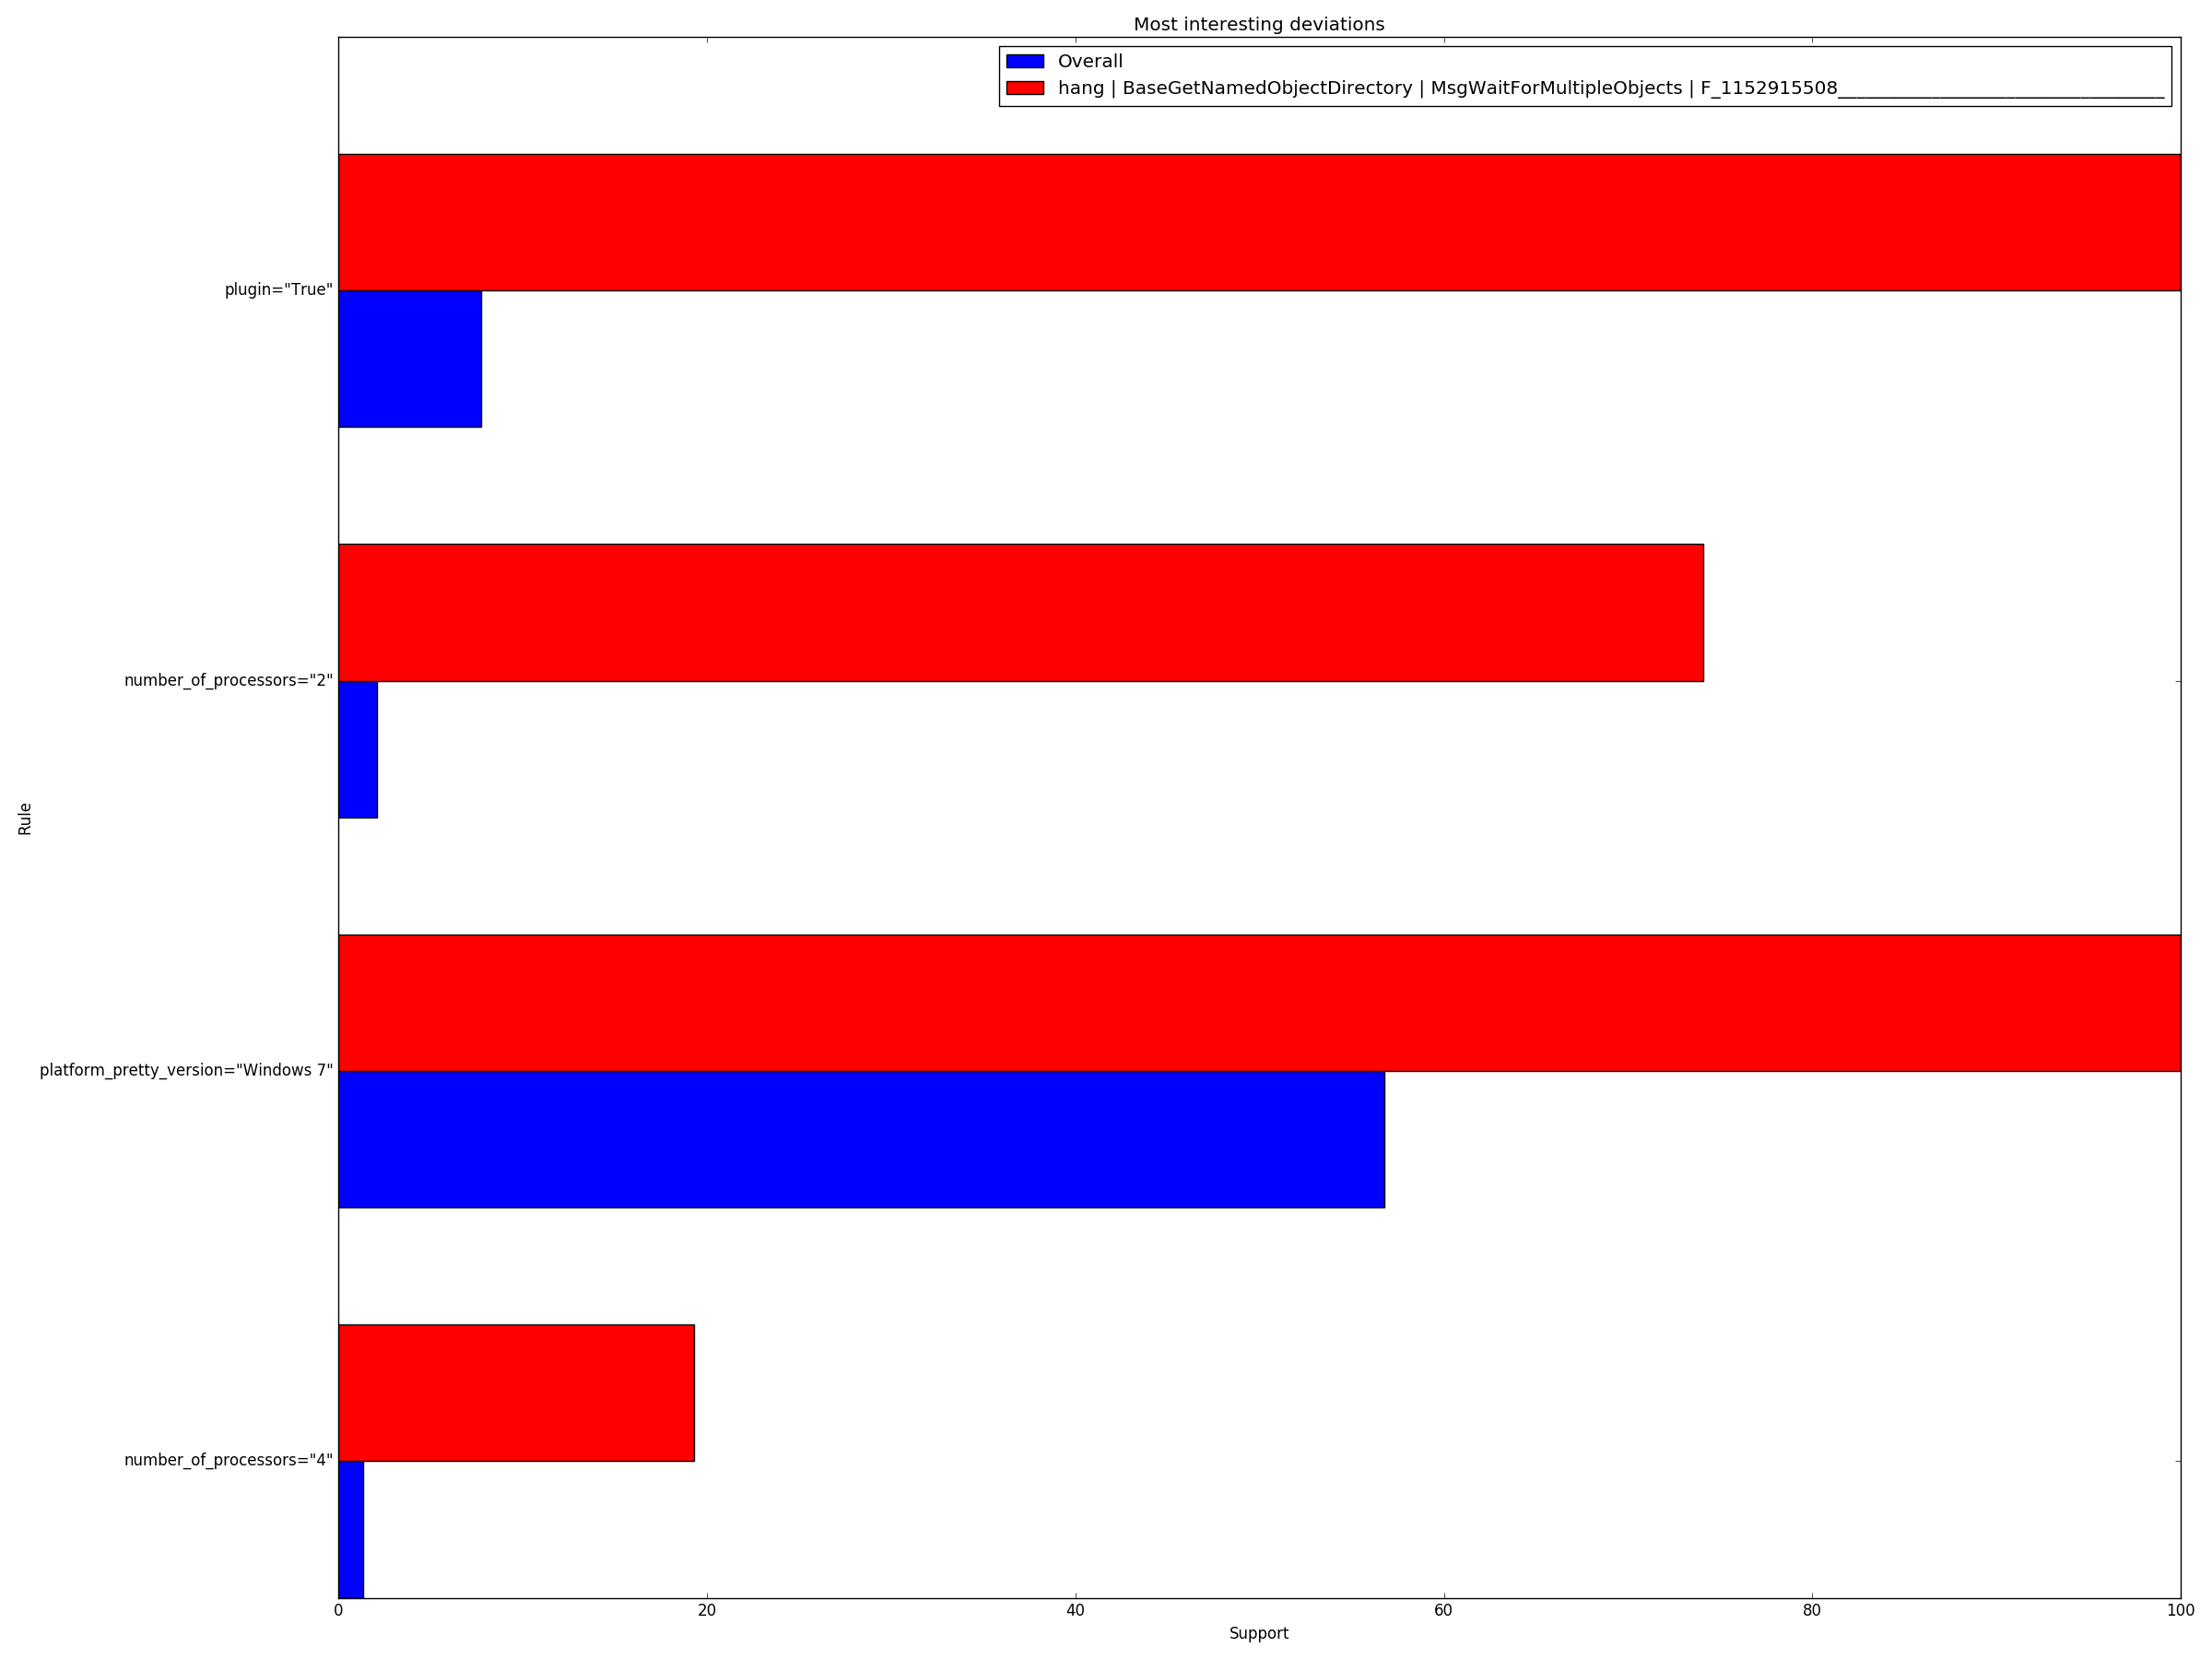 Most interesting deviations
Overall
hang | BaseGetNamedObjectDirectory | MsgWaitForMultipleObjects | F_1152915508___________________________________
plugin="True"
number_of_processors="2"
Rule
platform_pretty_version="Windows 7"
number_of_processors="4"
0 20 40 60 80 100
Support